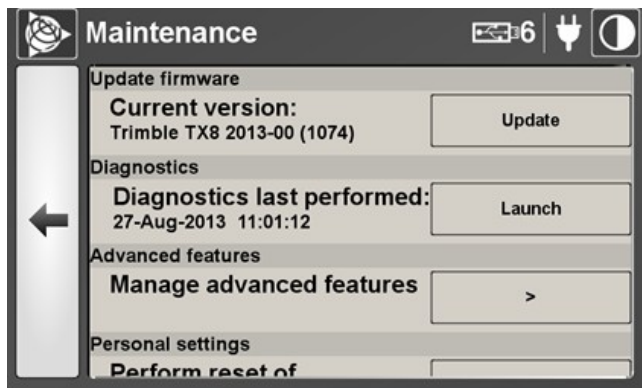 Maintenance
6
Update firmware
Current version:
Trimble TX8 2013-00 (1074)
Update
Diagnostics
Diagnostics last performed:
27-Aug-2013 11:01:12
Launch
Advanced features
Manage advanced features
>
Personal settings
Perform reset of